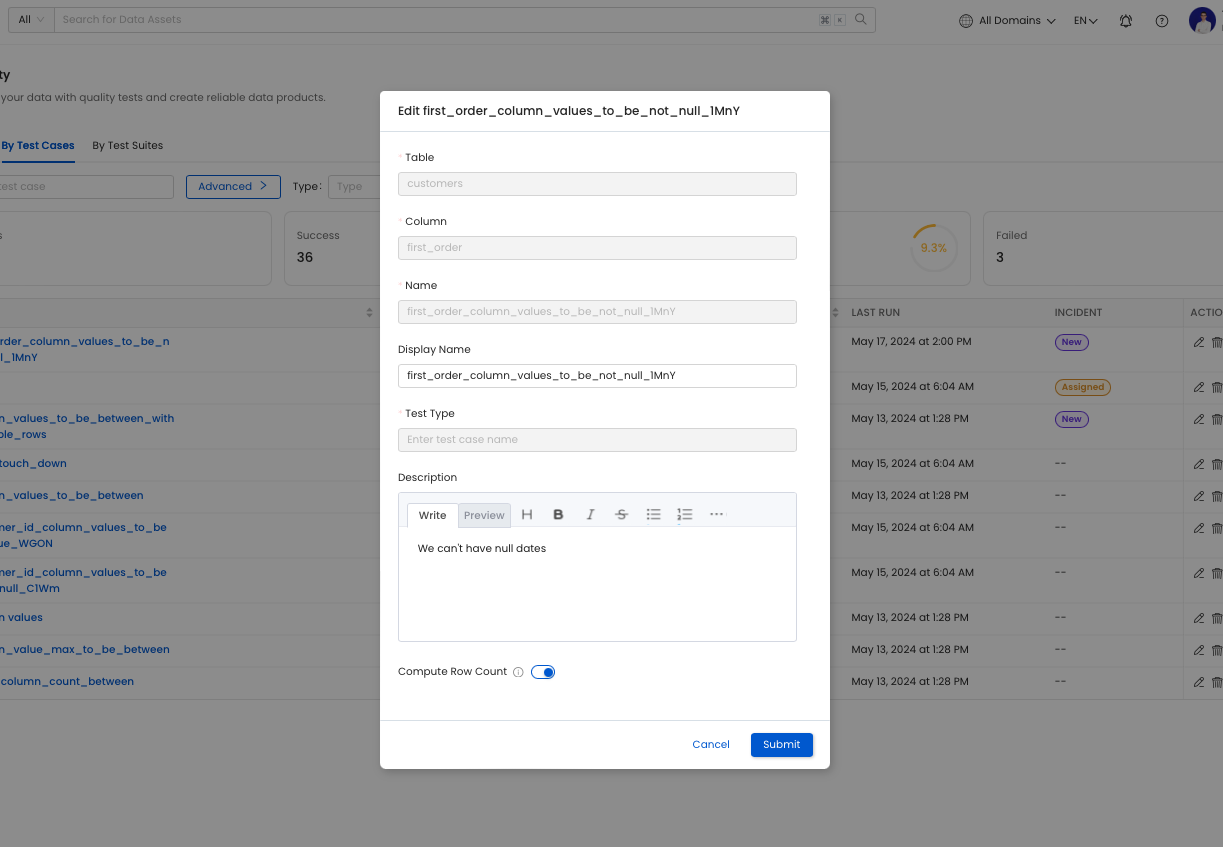 All
Search for Data Assets
⌘ K
All Domains
EN
ty
your data with quality tests and create reliable data products.
By Test Cases
By Test Suites
test case
Advanced
Type:
Type
s
Success
36
9.3%
Failed
3
LAST RUN
INCIDENT
ACTIO
rder_column_values_to_be_n
ll_1MnY
May 17, 2024 at 2:00 PM
New
May 15, 2024 at 6:04 AM
Assigned
n_values_to_be_between_with
ple_rows
May 13, 2024 at 1:28 PM
New
touch_down
May 15, 2024 at 6:04 AM
--
n_values_to_be_between
May 13, 2024 at 1:28 PM
--
mer_id_column_values_to_be
ue_WGON
May 15, 2024 at 6:04 AM
--
mer_id_column_values_to_be
null_C1Wm
May 15, 2024 at 6:04 AM
--
n values
May 13, 2024 at 1:28 PM
--
n_value_max_to_be_between
May 13, 2024 at 1:28 PM
--
column_count_between
May 13, 2024 at 1:28 PM
--
Edit first_order_column_values_to_be_not_null_1MnY
* Table
customers
* Column
first_order
* Name
first_order_column_values_to_be_not_null_1MnY
Display Name
first_order_column_values_to_be_not_null_1MnY
* Test Type
Enter test case name
Description
Write
Preview
H B I S ···
We can't have null dates
Compute Row Count
Cancel
Submit